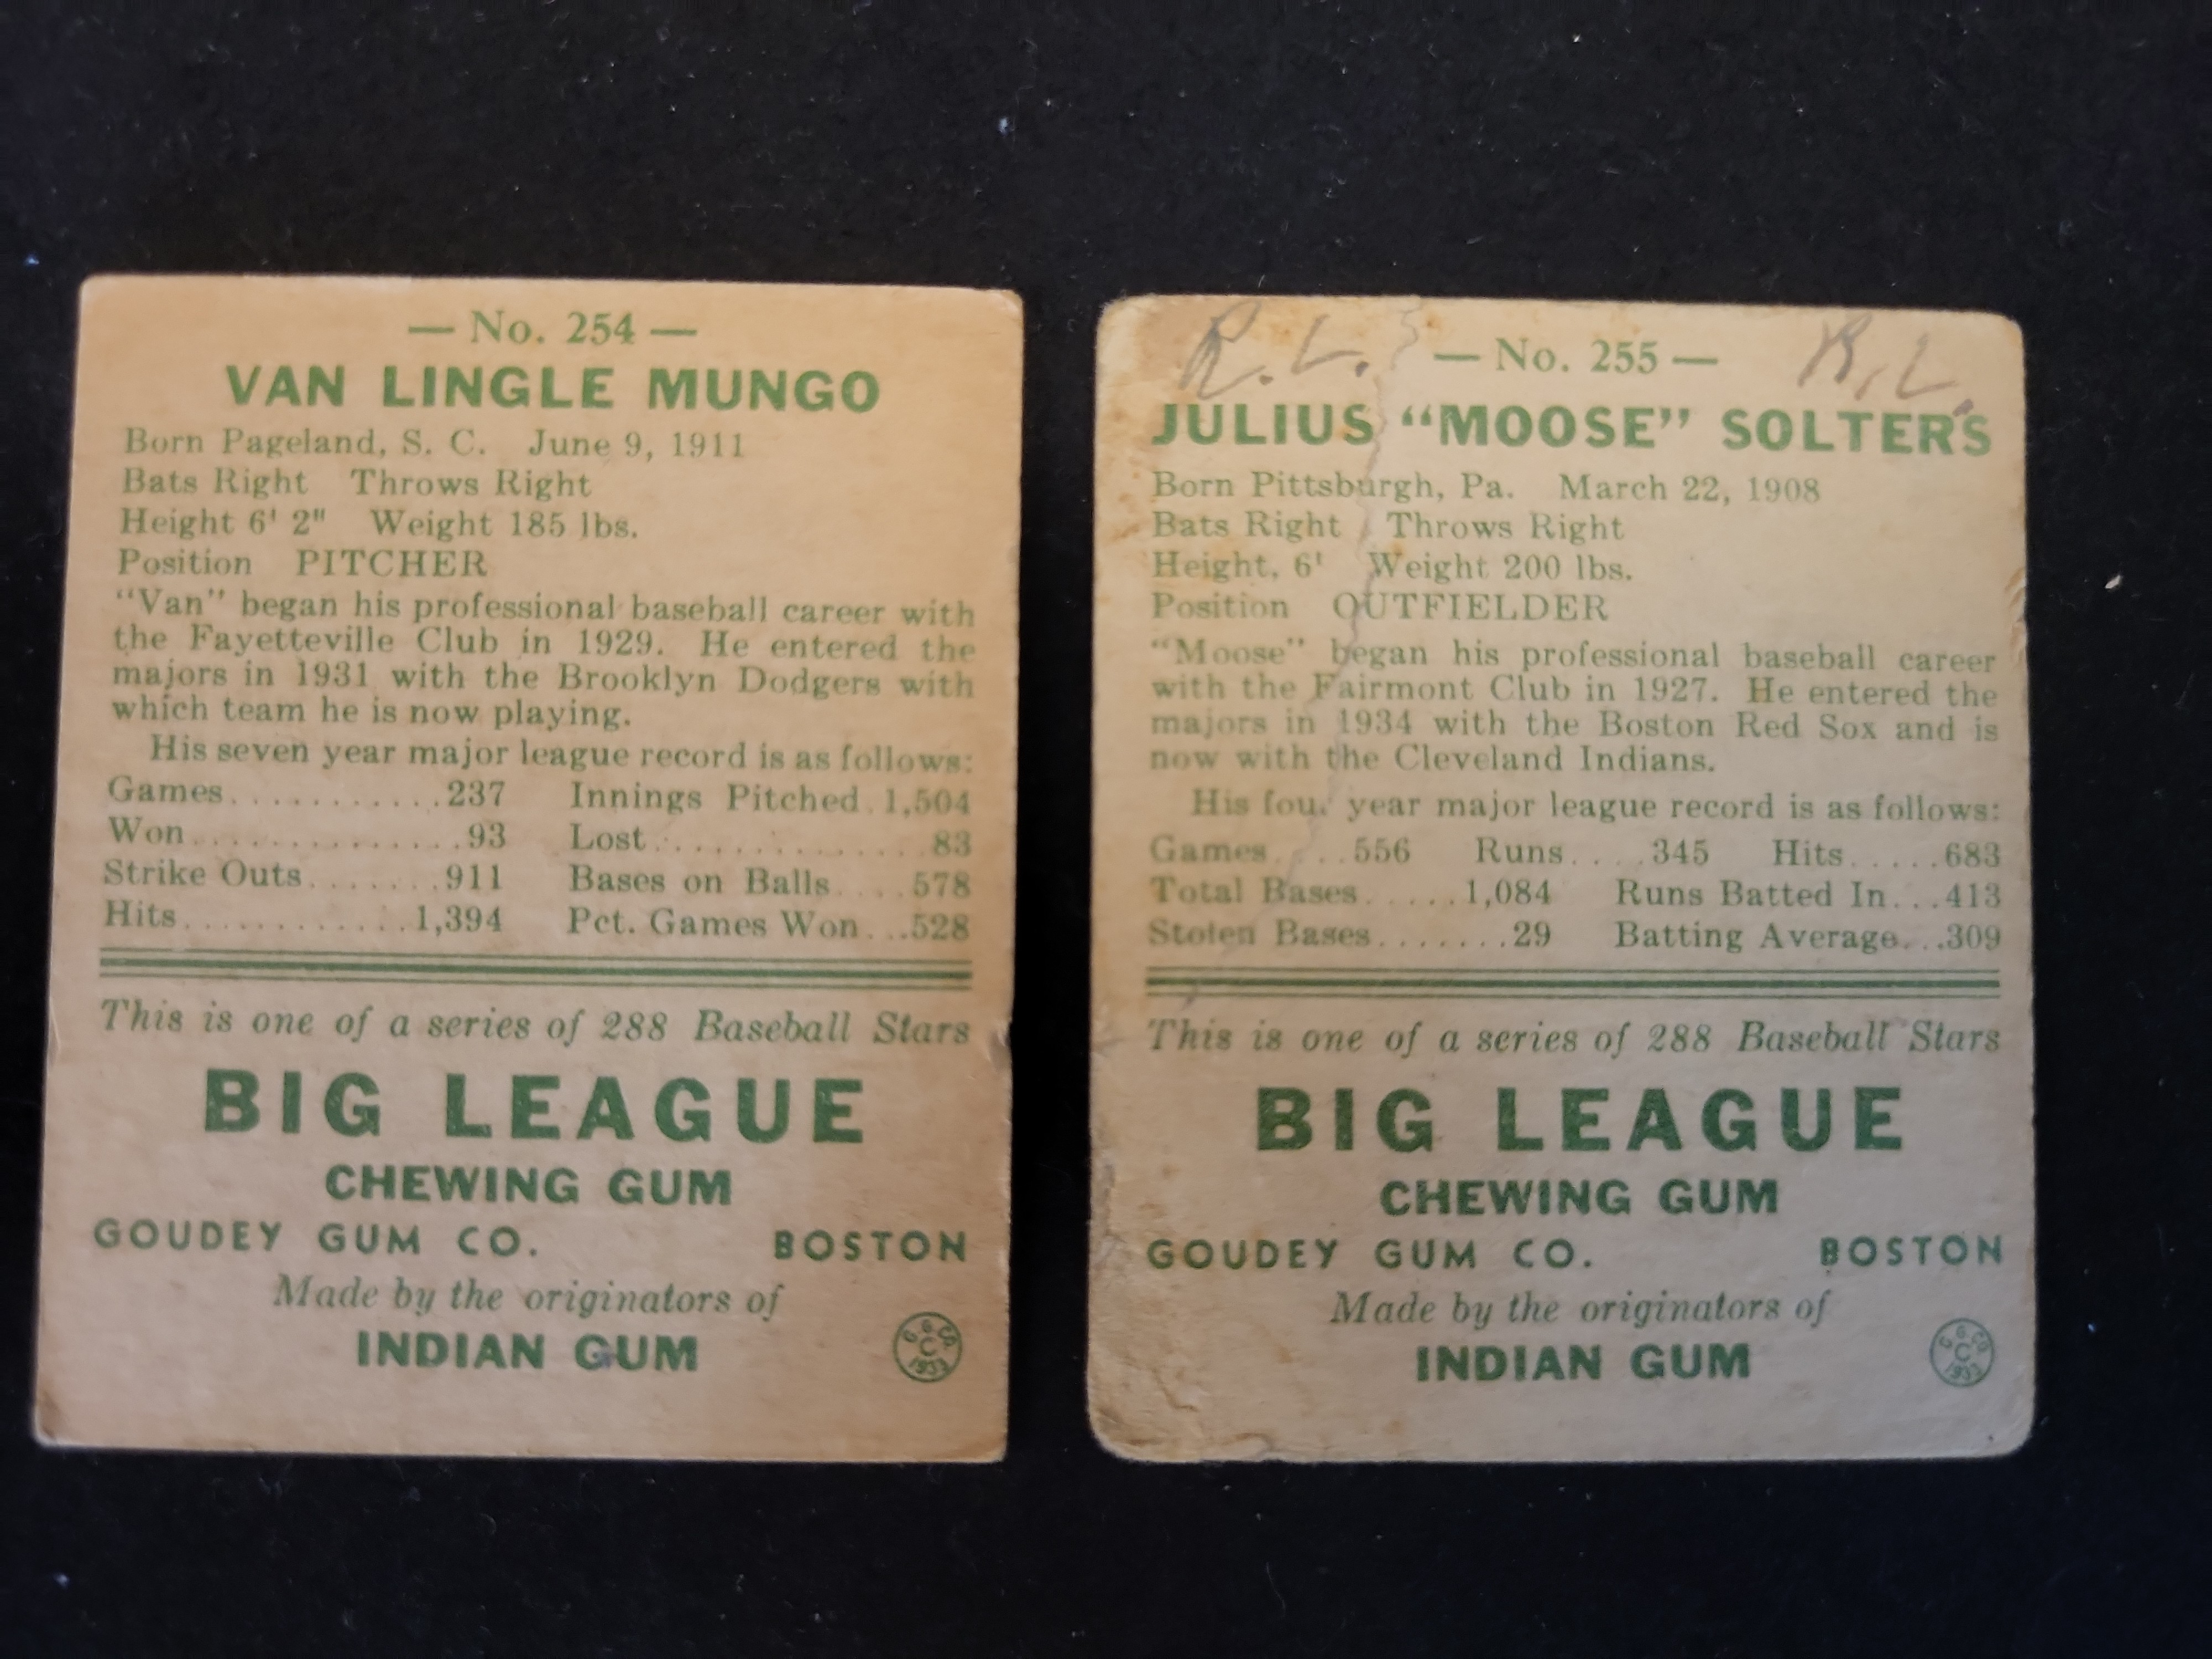 — No. 254 —
VAN LINGLE MUNGO
Born Pageland, S. C. June 9, 1911
Bats Right Throws Right
Height 6' 2" Weight 185 lbs.
Position PITCHER
"Van" began his professional baseball career with
the Fayetteville Club in 1929. He entered the
majors in 1931 with the Brooklyn Dodgers with
which team he is now playing.
His seven year major league record is as follows:
Games...........237 Innings Pitched.1,504
Won..............93 Lost...............83
Strike Outs.......911 Bases on Balls....578
Hits............1,394 Pct. Games Won...528
This is one of a series of 288 Baseball Stars
BIG LEAGUE
CHEWING GUM
GOUDEY GUM CO. BOSTON
Made by the originators of
INDIAN GUM
G. G. Co.
C
R.L. — No. 255 — R.L.
JULIUS "MOOSE" SOLTERS
Born Pittsburgh, Pa. March 22, 1908
Bats Right Throws Right
Height, 6' Weight 200 lbs.
Position OUTFIELDER
"Moose" began his professional baseball career
with the Fairmont Club in 1927. He entered the
majors in 1934 with the Boston Red Sox and is
now with the Cleveland Indians.
His four year major league record is as follows:
Games.....556 Runs.....345 Hits.....683
Total Bases......1,084 Runs Batted In...413
Stolen Bases.......29 Batting Average...309
This is one of a series of 288 Baseball Stars
BIG LEAGUE
CHEWING GUM
GOUDEY GUM CO. BOSTON
Made by the originators of
INDIAN GUM
G. G. Co.
C